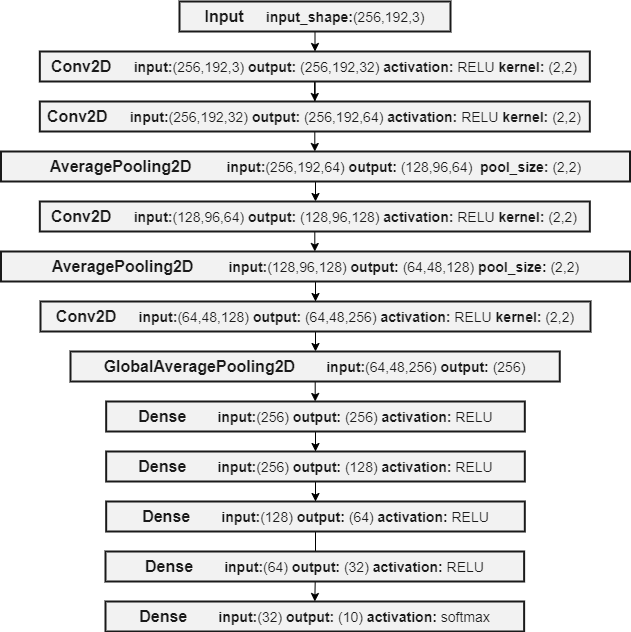 Input input_shape:(256,192,3)
Conv2D input:(256,192,3) output: (256,192,32) activation: RELU kernel: (2,2)
Conv2D input:(256,192,32) output: (256,192,64) activation: RELU kernel: (2,2)
AveragePooling2D input:(256,192,64) output: (128,96,64) pool_size: (2,2)
Conv2D input:(128,96,64) output: (128,96,128) activation: RELU kernel: (2,2)
AveragePooling2D input:(128,96,128) output: (64,48,128) pool_size: (2,2)
Conv2D input:(64,48,128) output: (64,48,256) activation: RELU kernel: (2,2)
GlobalAveragePooling2D input:(64,48,256) output: (256)
Dense input:(256) output: (256) activation: RELU
Dense input:(256) output: (128) activation: RELU
Dense input:(128) output: (64) activation: RELU
Dense input:(64) output: (32) activation: RELU
Dense input:(32) output: (10) activation: softmax